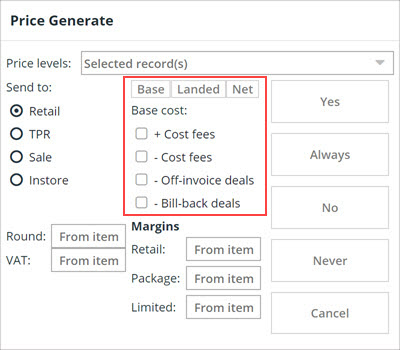 Price Generate
Price levels: Selected record(s)
Send to:
Retail
TPR
Sale
Instore
Base Landed Net
Base cost:
+ Cost fees
- Cost fees
- Off-invoice deals
- Bill-back deals
Yes
Always
No
Never
Cancel
Round: From item
VAT: From item
Margins
Retail: From item
Package: From item
Limited: From item